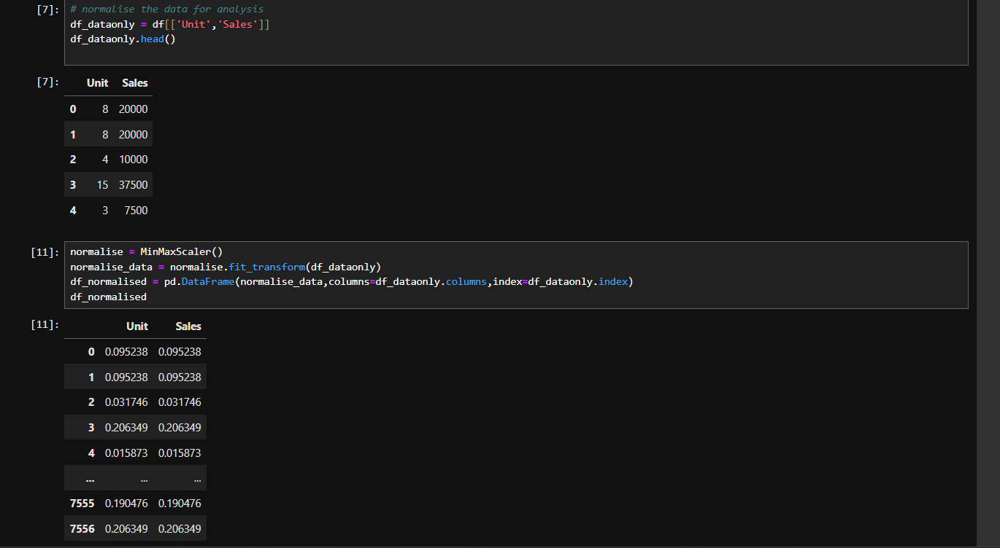 [7]: # normalise the data for analysis
df_dataonly = df[['Unit','Sales']]
df_dataonly.head()
[7]: Unit Sales
0 8 20000
1 8 20000
2 4 10000
3 15 37500
4 3 7500
[11]: normalise = MinMaxScaler()
normalise_data = normalise.fit_transform(df_dataonly)
df_normalised = pd.DataFrame(normalise_data,columns=df_dataonly.columns,index=df_dataonly.index)
df_normalised
[11]: Unit Sales
0 0.095238 0.095238
1 0.095238 0.095238
2 0.031746 0.031746
3 0.206349 0.206349
4 0.015873 0.015873
... ... ...
7555 0.190476 0.190476
7556 0.206349 0.206349